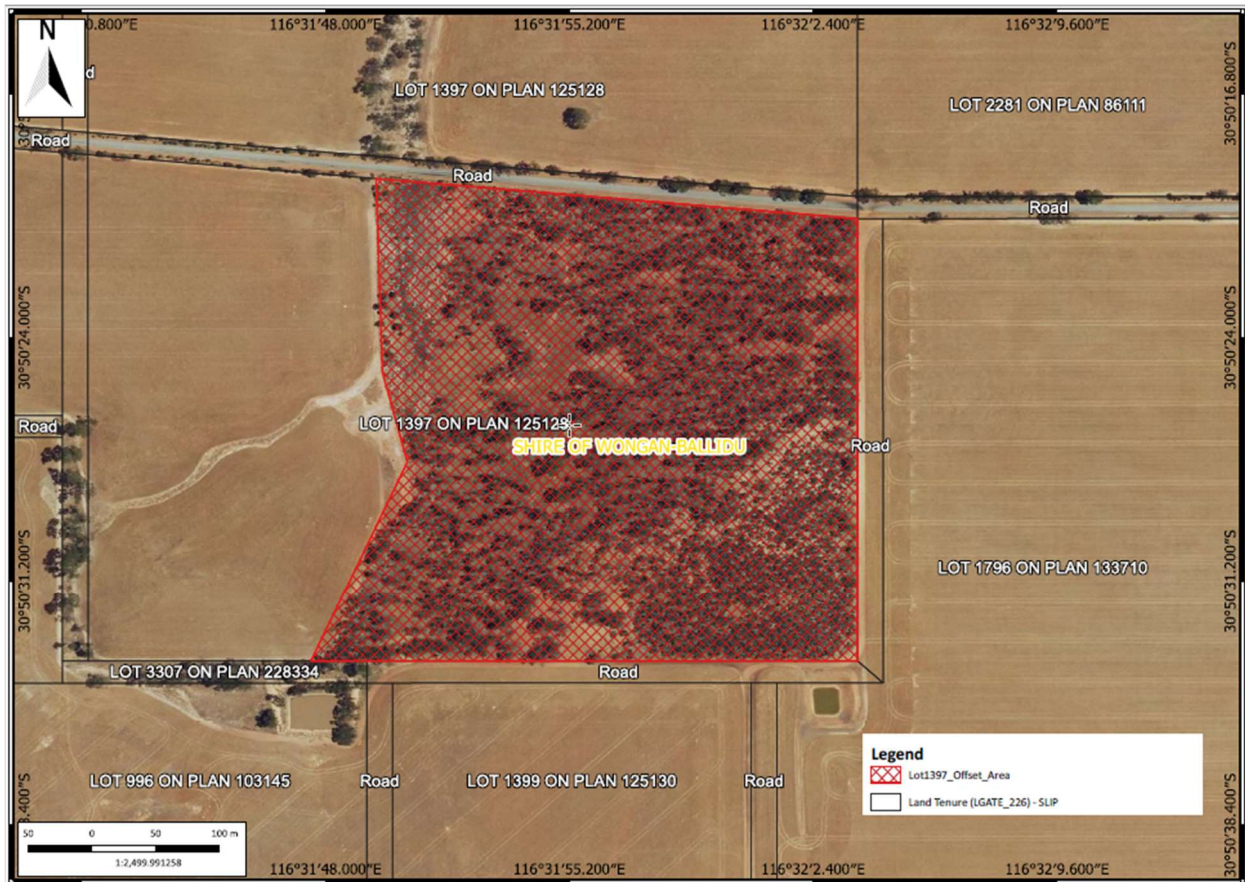 N
0.800"E
116°31'48.000"E
116°31'55.200"E
116°32'2.400"E
116°32'9.600"E
d
LOT 1397 ON PLAN 125128
LOT 2281 ON PLAN 86111
30°50'16.800"S
30°5
Road
Road
Road
30°50'24.000"S
30°50'24.000"S
LOT 1397 ON PLAN 125128
Road
SHIRE OF WONGAN-BALLIDU
Road
30°50'31.200"S
LOT 1796 ON PLAN 133710
30°50'31.200"S
LOT 3307 ON PLAN 228334
Road
LOT 996 ON PLAN 103145
Road
LOT 1399 ON PLAN 125130
Road
Legend
Lot1397_Offset_Area
Land Tenure (LGATE_226) - SLIP
8.400"S
30°50'38.400"S
50 0 50 100 m
1:2,499.991258
116°31'48.000"E
116°31'55.200"E
116°32'2.400"E
116°32'9.600"E